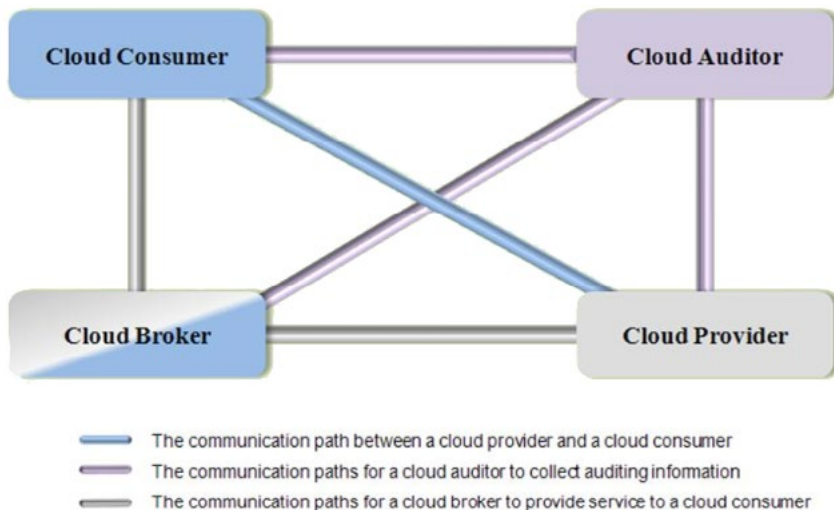 Cloud Consumer
Cloud Auditor
Cloud Broker
Cloud Provider
The communication path between a cloud provider and a cloud consumer
The communication paths for a cloud auditor to collect auditing information
The communication paths for a cloud broker to provide service to a cloud consumer